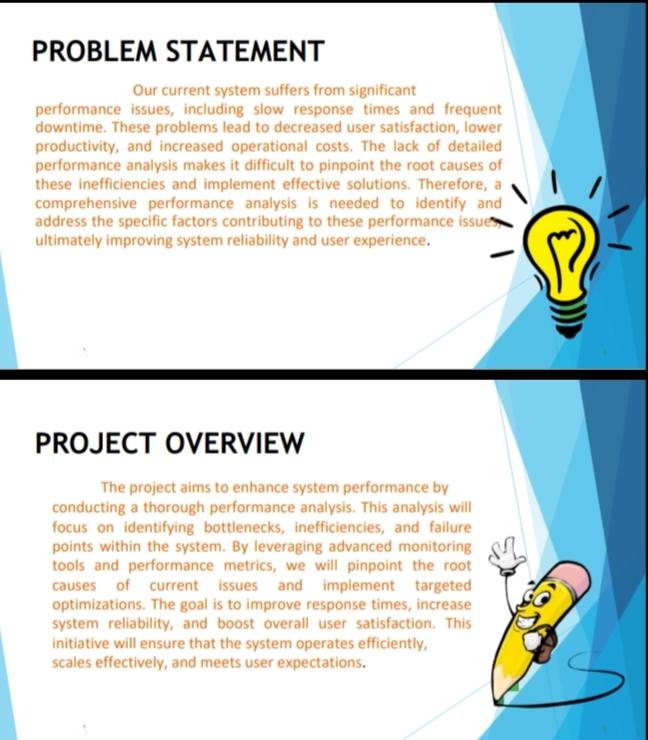 PROBLEM STATEMENT
Our current system suffers from significant
performance issues, including slow response times and frequent
downtime. These problems lead to decreased user satisfaction, lower
productivity, and increased operational costs. The lack of detailed
performance analysis makes it difficult to pinpoint the root causes of
these inefficiencies and implement effective solutions. Therefore, a
comprehensive performance analysis is needed to identify and
address the specific factors contributing to these performance issues,
ultimately improving system reliability and user experience.
PROJECT OVERVIEW
The project aims to enhance system performance by
conducting a thorough performance analysis. This analysis will
focus on identifying bottlenecks, inefficiencies, and failure
points within the system. By leveraging advanced monitoring
tools and performance metrics, we will pinpoint the root
causes of current issues and implement targeted
optimizations. The goal is to improve response times, increase
system reliability, and boost overall user satisfaction. This
initiative will ensure that the system operates efficiently,
scales effectively, and meets user expectations.